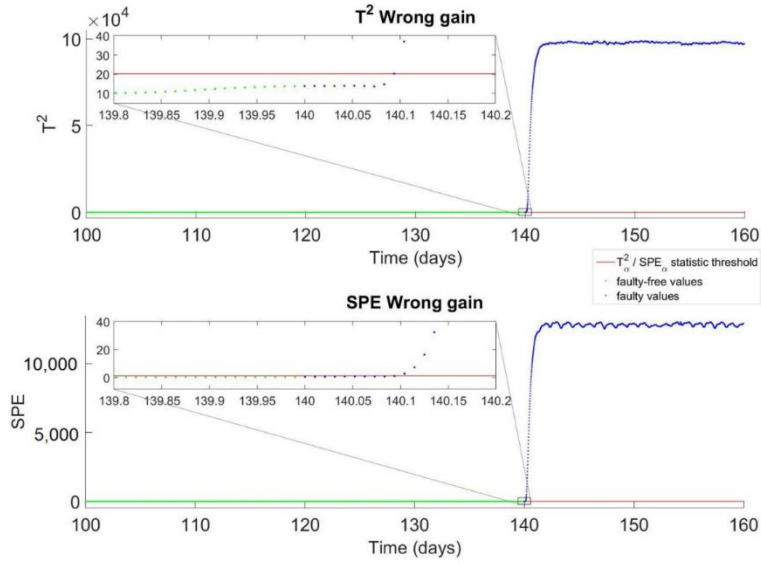 T² Wrong gain
×10⁴
10
5
0
T²
40
30
20
10
139.8 139.85 139.9 139.95 140 140.05 140.1 140.15 140.2
100 110 120 130 140 150 160
Time (days)
T²α / SPEα statistic threshold
faulty-free values
faulty values
SPE Wrong gain
10,000
5,000
0
SPE
40
20
0
139.8 139.85 139.9 139.95 140 140.05 140.1 140.15 140.2
100 110 120 130 140 150 160
Time (days)